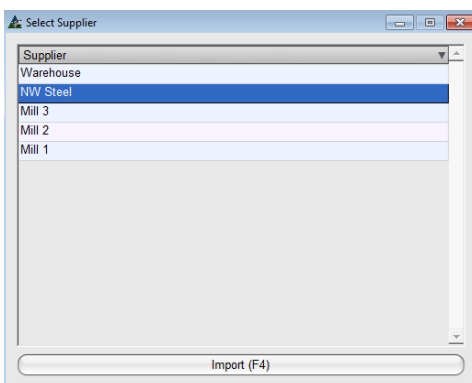 Select Supplier
Supplier
Warehouse
NW Steel
Mill 3
Mill 2
Mill 1
Import (F4)